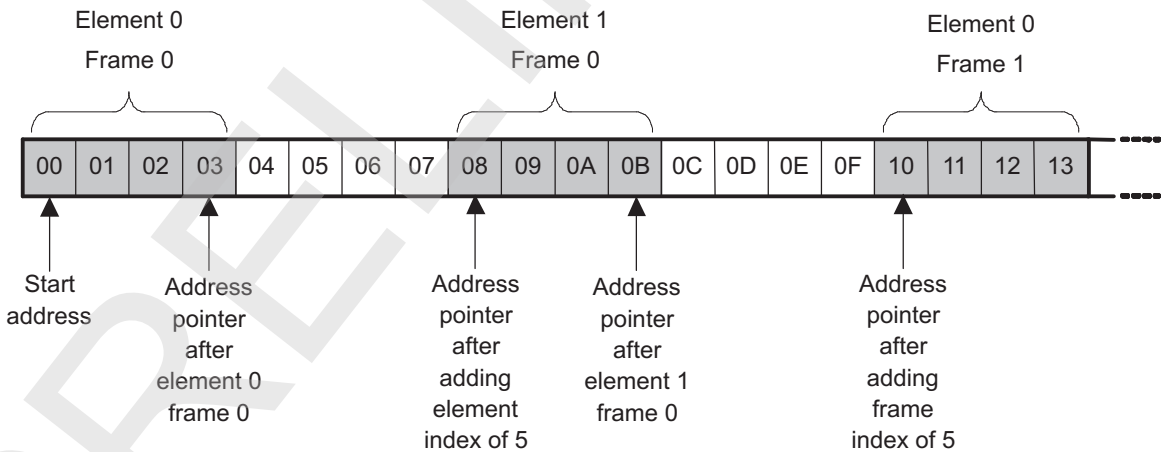 Element 0
Frame 0
Element 1
Frame 0
Element 0
Frame 1
00 01 02 03 04 05 06 07 08 09 0A 0B 0C 0D 0E 0F 10 11 12 13
Start
address
Address
pointer
after
element 0
frame 0
Address
pointer
after
adding
element
index of 5
Address
pointer
after
element 1
frame 0
Address
pointer
after
adding
frame
index of 5